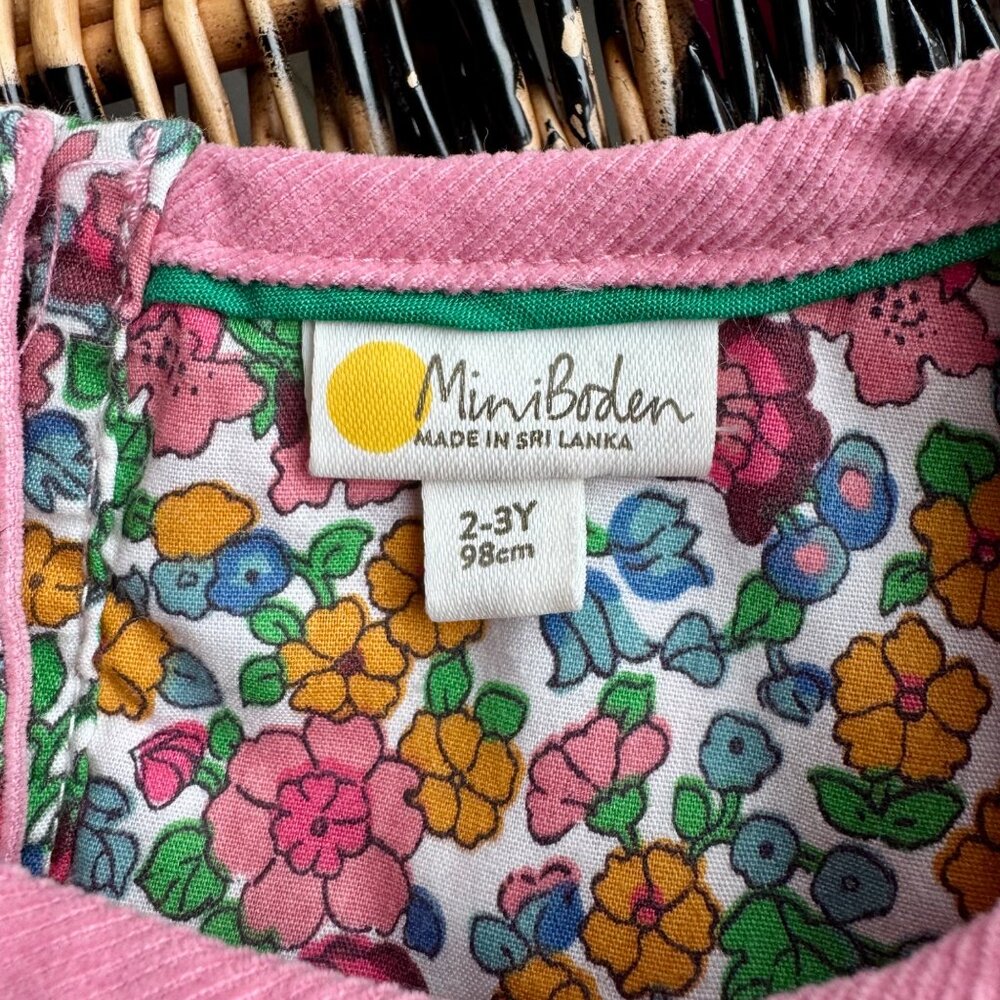 MiniBoden
MADE IN SRI LANKA
2-3Y
98cm